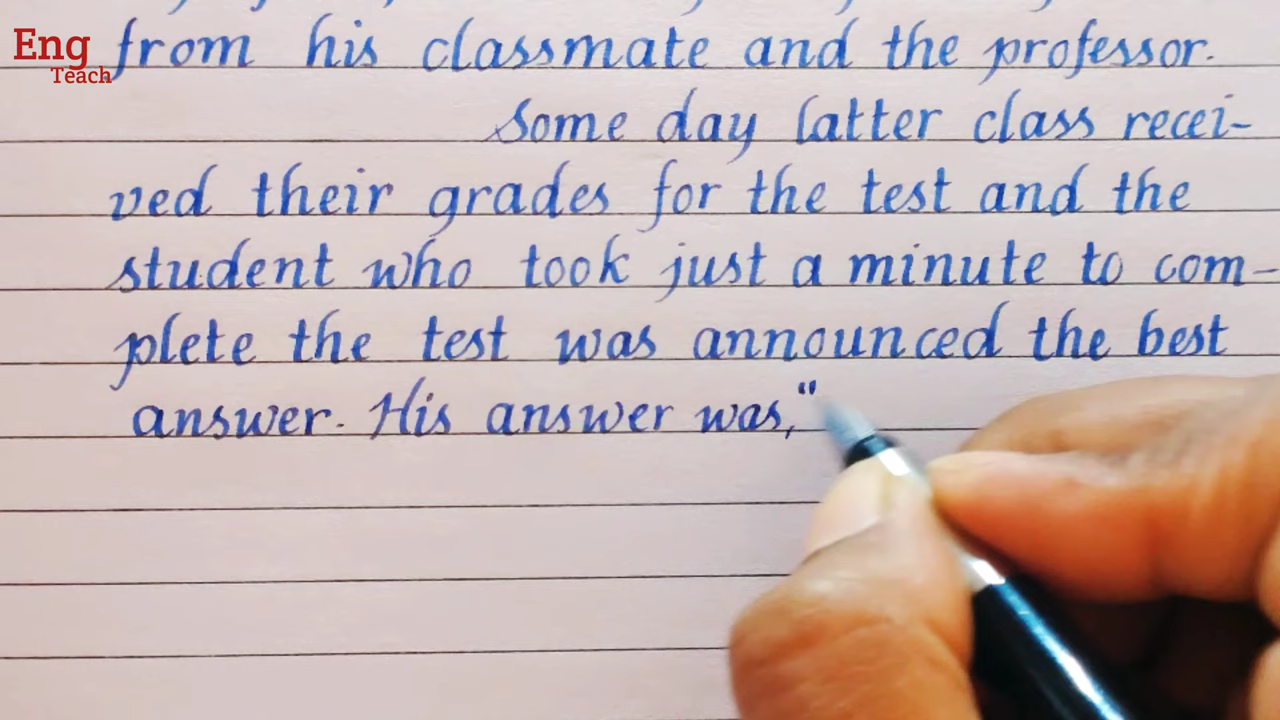 Eng
Teach
from his classmate and the professor.
Some day latter class recei-
ved their grades for the test and the
student who took just a minute to com-
plete the test was announced the best
answer. His answer was,"